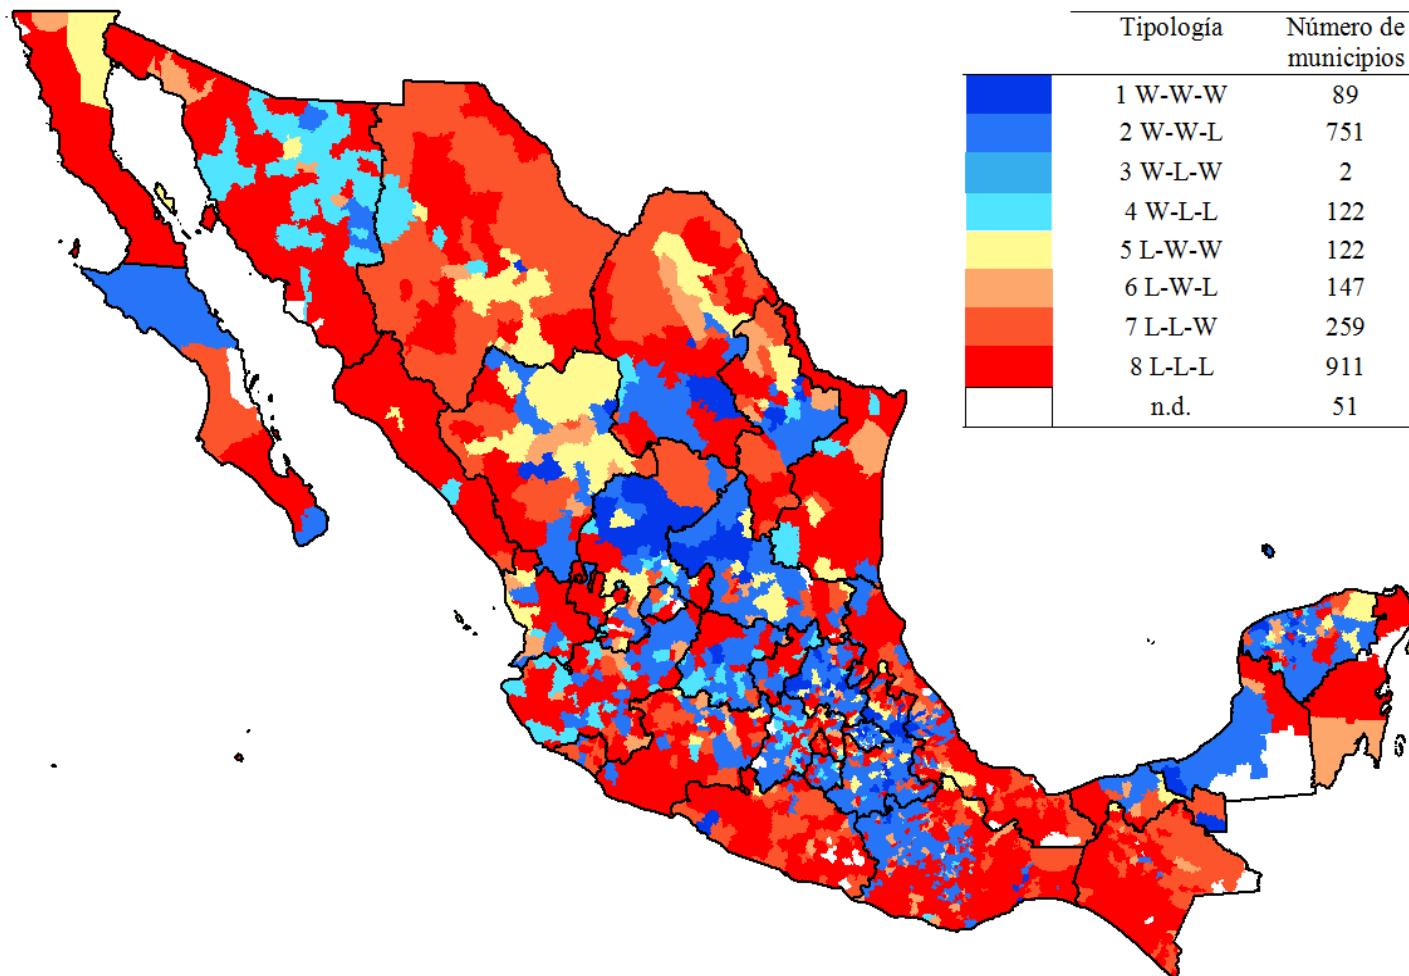 Tipología Número de municipios
1 W-W-W 89
2 W-W-L 751
3 W-L-W 2
4 W-L-L 122
5 L-W-W 122
6 L-W-L 147
7 L-L-W 259
8 L-L-L 911
n.d. 51